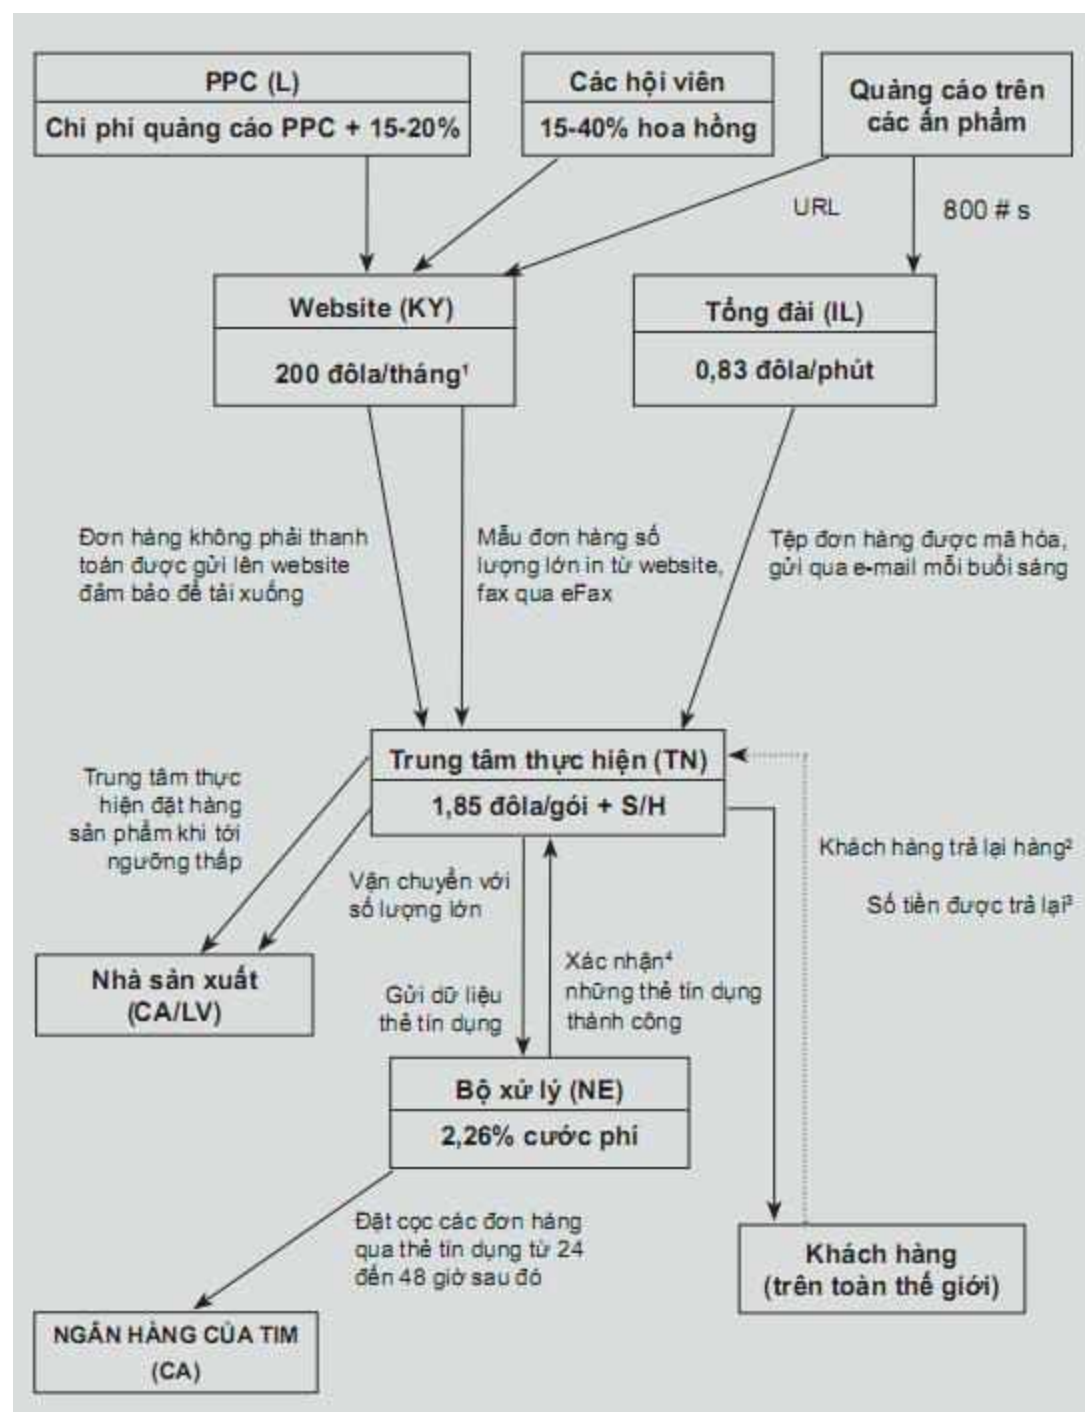 PPC (L)
Chi phí quảng cáo PPC + 15-20%
Các hội viên
15-40% hoa hồng
Quảng cáo trên
các ấn phẩm
URL
800 # s
Website (KY)
200 đôla/tháng¹
Tổng đài (IL)
0,83 đôla/phút
Đơn hàng không phải thanh
toán được gửi lên website
đảm bảo để tải xuống
Mẫu đơn hàng số
lượng lớn in từ website,
fax qua eFax
Tệp đơn hàng được mã hóa,
gửi qua e-mail mỗi buổi sáng
Trung tâm thực hiện (TN)
1,85 đôla/gói + S/H
Trung tâm thực
hiện đặt hàng
sản phẩm khi tới
ngưỡng thấp
Vận chuyển với
số lượng lớn
Khách hàng trả lại hàng²
Số tiền được trả lại³
Nhà sản xuất
(CA/LV)
Gửi dữ liệu
thẻ tín dụng
Xác nhận⁴
những thẻ tín dụng
thành công
Bộ xử lý (NE)
2,26% cước phí
Đặt cọc các đơn hàng
qua thẻ tín dụng từ 24
đến 48 giờ sau đó
Khách hàng
(trên toàn thế giới)
NGÂN HÀNG CỦA TIM
(CA)